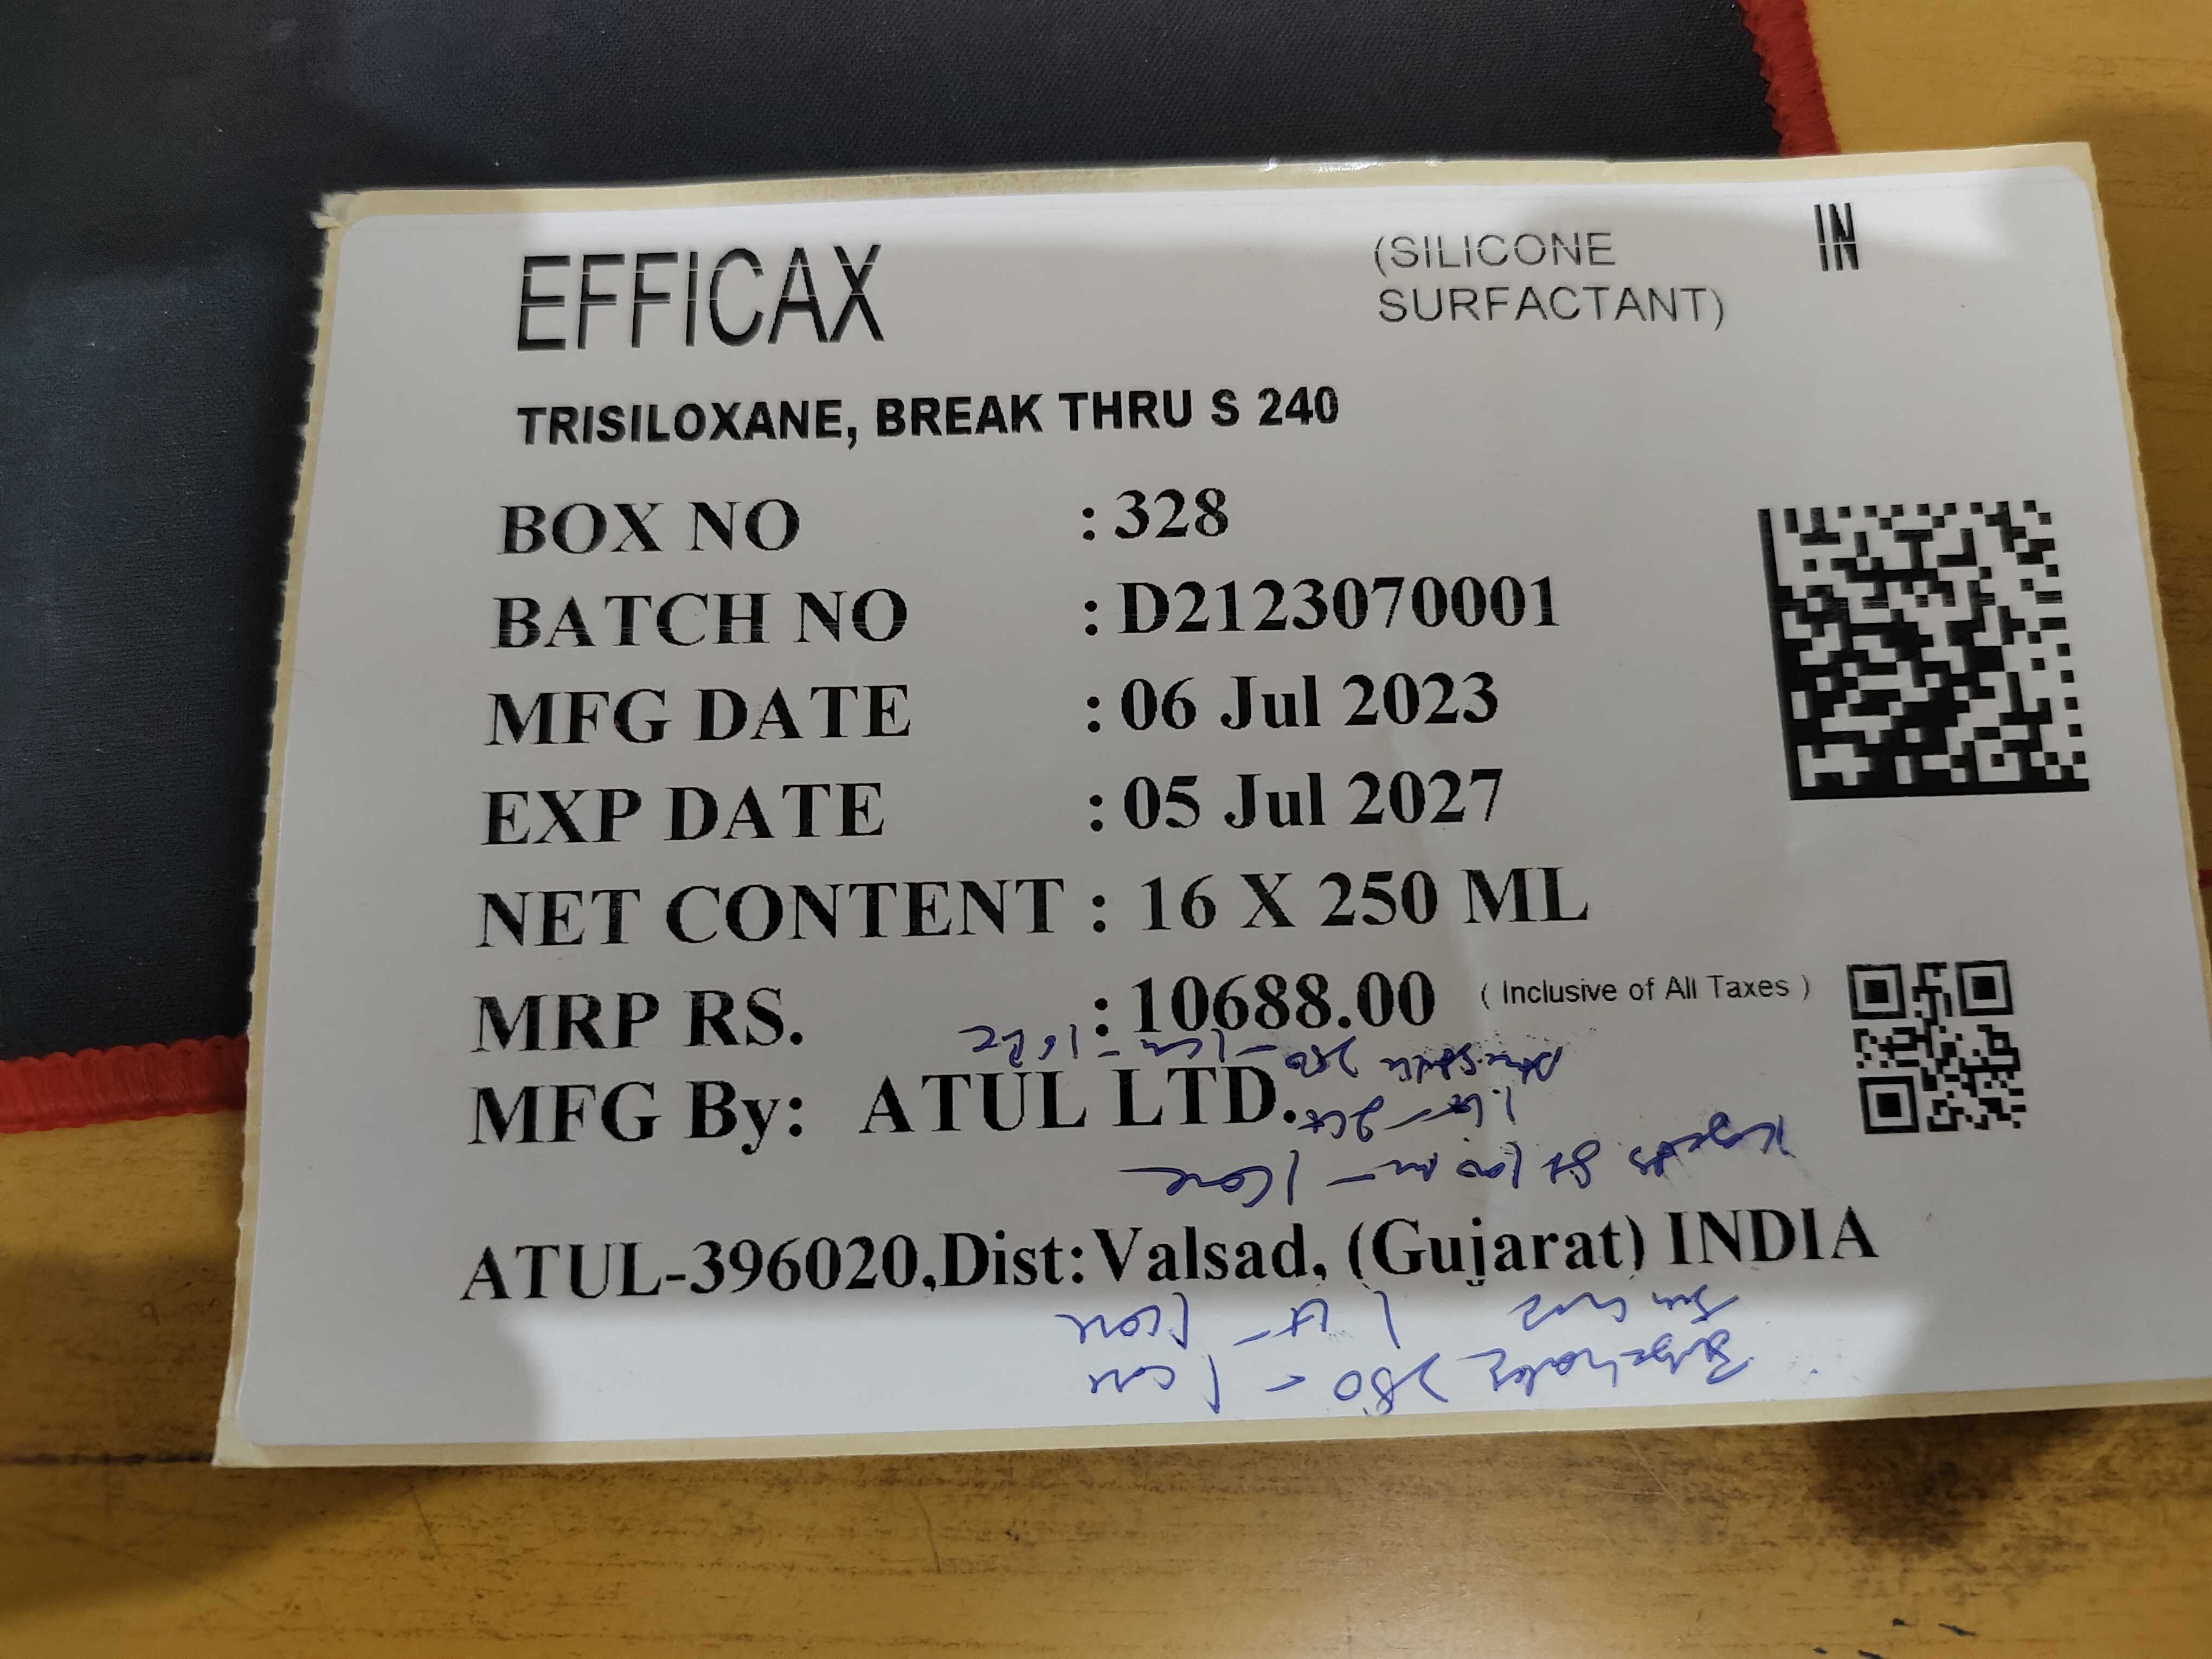 EFFICAX
(SILICONE
SURFACTANT)
IN
TRISILOXANE, BREAK THRU S 240
BOX NO : 328
BATCH NO : D2123070001
MFG DATE : 06 Jul 2023
EXP DATE : 05 Jul 2027
NET CONTENT : 16 X 250 ML
MRP RS. : 10688.00 ( Inclusive of All Taxes )
MFG By: ATUL LTD.
ATUL-396020,Dist:Valsad, (Gujarat) INDIA